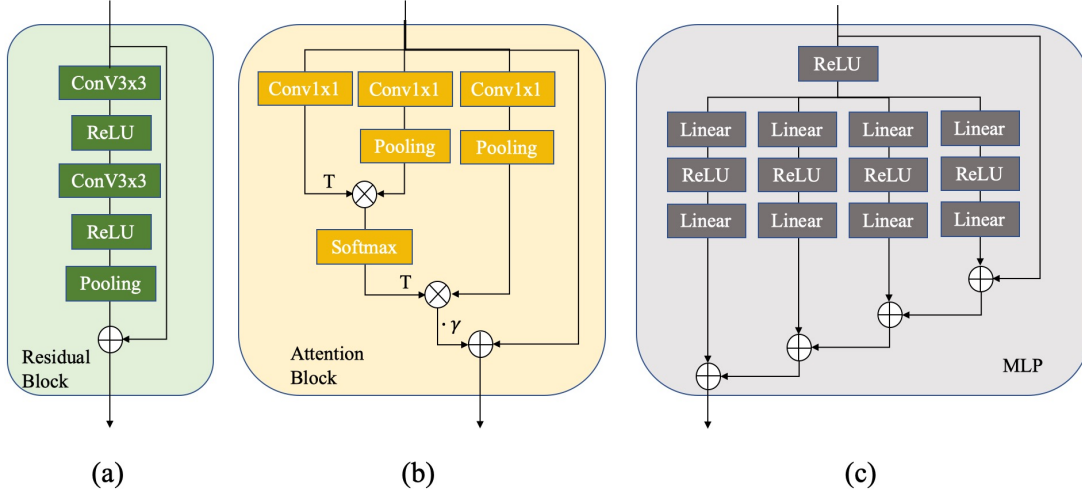 ConV3x3
ReLU
ConV3x3
ReLU
Pooling
Residual
Block
(a)
Conv1x1 Conv1x1 Conv1x1
Pooling Pooling
T
Softmax
T
· γ
Attention
Block
(b)
ReLU
Linear Linear Linear Linear
ReLU ReLU ReLU ReLU
Linear Linear Linear Linear
MLP
(c)